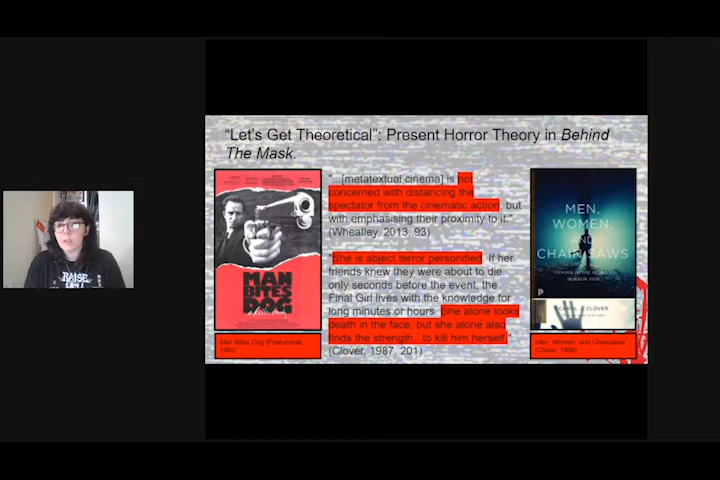 “Let’s Get Theoretical”: Present Horror Theory in Behind
The Mask.
MAN
BITES
DOG
Man Bites Dog
“...[metatextual cinema] is not
concerned with distancing the
spectator from the cinematic action, but
with emphasising their proximity to it.”
(Wheatley, 2013, 93)
“She is abject terror personified. If her
friends knew they were about to die
only seconds before the event, the
Final Girl lives with the knowledge for
long minutes or hours. She alone looks
death in the face, but she alone also
finds the strength... to kill him herself.”
(Clover, 1987, 201)
MEN,
WOMEN,
AND
CHAIN SAWS
CAROL J. CLOVER
Men, Women, and Chainsaws
RAISE